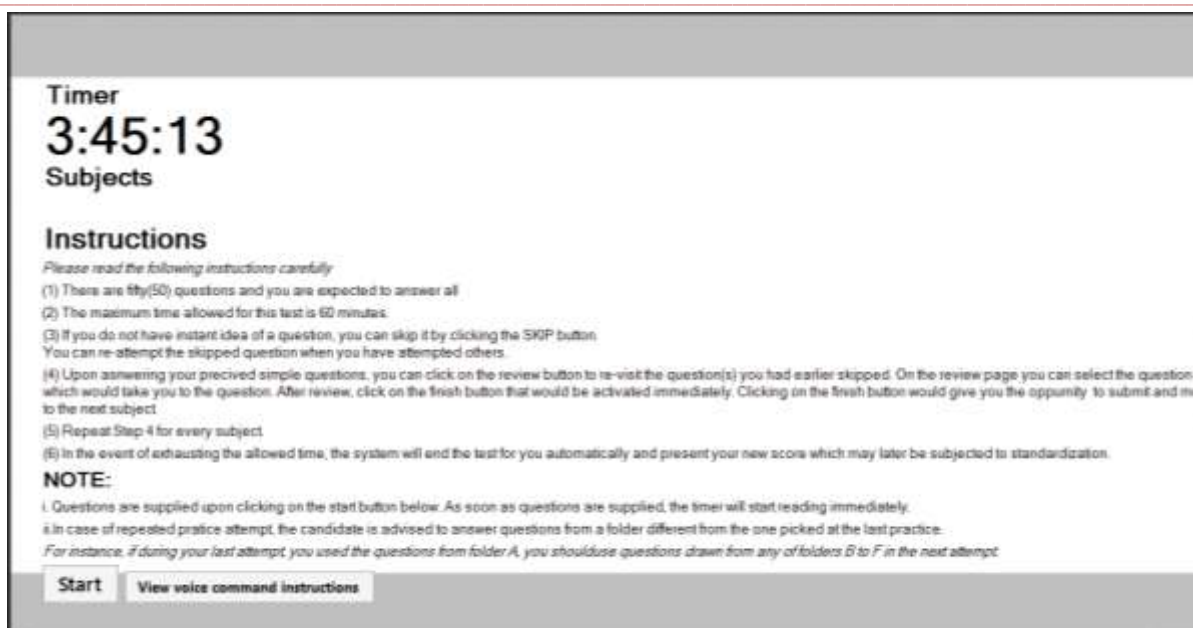 Timer
3:45:13
Subjects
Instructions
Please read the following instructions carefully
(1) There are fifty(50) questions and you are expected to answer all
(2) The maximum time allowed for this test is 60 minutes.
(3) If you do not have instant idea of a question, you can skip it by clicking the SKIP button.
You can re-attempt the skipped question when you have attempted others.
(4) Upon asnwering your precived simple questions, you can click on the review button to re-visit the question(s) you had earlier skipped. On the review page you can select the question
which would take you to the question. After review, click on the finish button that would be activated immediately. Clicking on the finish button would give you the oppurnity to submit and
to the next subject
(5) Repeat Step 4 for every subject.
(6) In the event of exhausting the allowed time, the system will end the test for you automatically and present your new score which may later be subjected to standardization.
NOTE:
i. Questions are supplied upon clicking on the start button below. As soon as questions are supplied, the timer will start reading immediately.
ii.In case of repeated pratice attempt, the candidate is advised to answer questions from a folder different from the one picked at the last practice.
For instance, if during your last attempt, you used the questions from folder A, you shoulduse questions drawn from any of folders B to F in the next attempt.
Start View voice command instructions